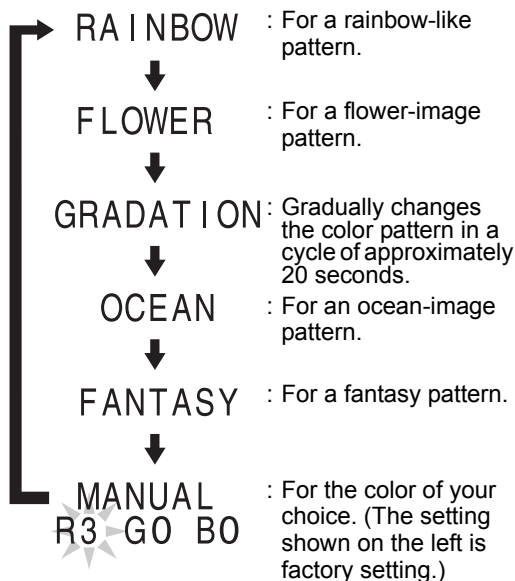 RAINBOW : For a rainbow-like
pattern.
FLOWER : For a flower-image
pattern.
GRADATION : Gradually changes
the color pattern in a
cycle of approximately
20 seconds.
OCEAN : For an ocean-image
pattern.
FANTASY : For a fantasy pattern.
MANUAL : For the color of your
R3 G0 B0 choice. (The setting
shown on the left is
factory setting.)